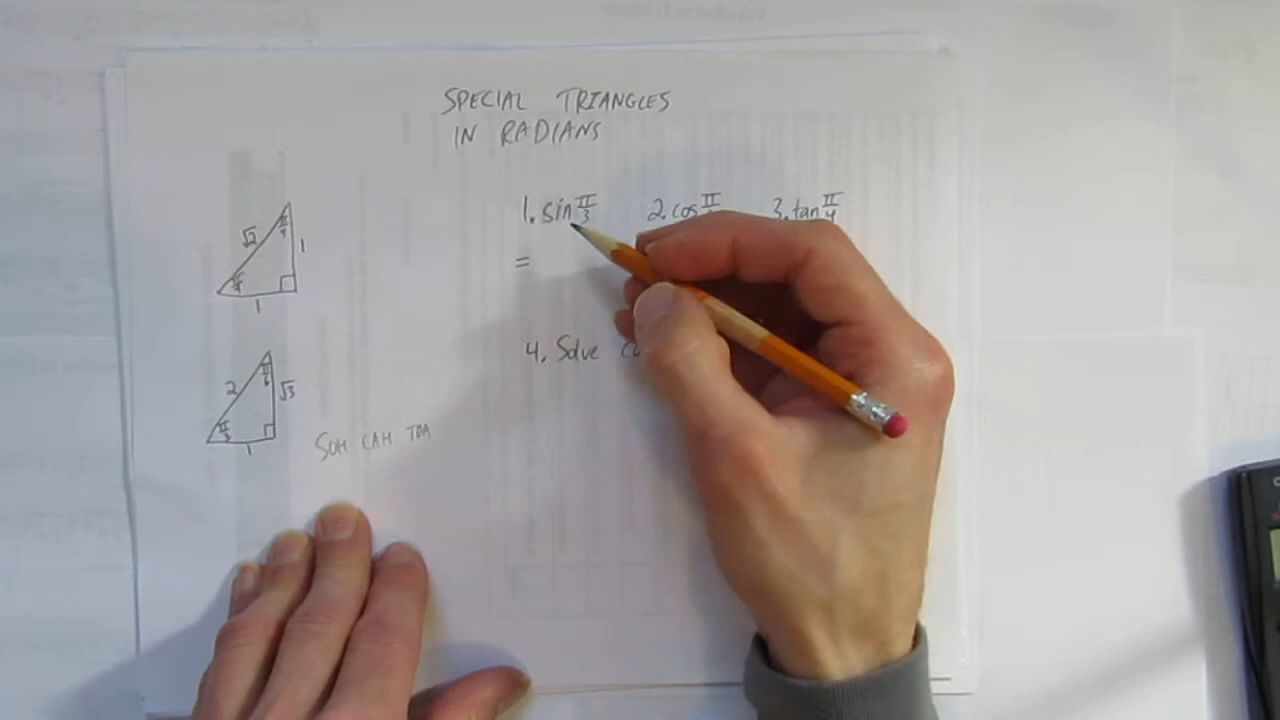 SPECIAL TRIANGLES
IN RADIANS
1. sin π/3 2. cos π 3. tan π/4
=
√2 π/4 1
π/4
1
4. Solve
2 π/6 √3
π/3
1
SOH CAH TOA